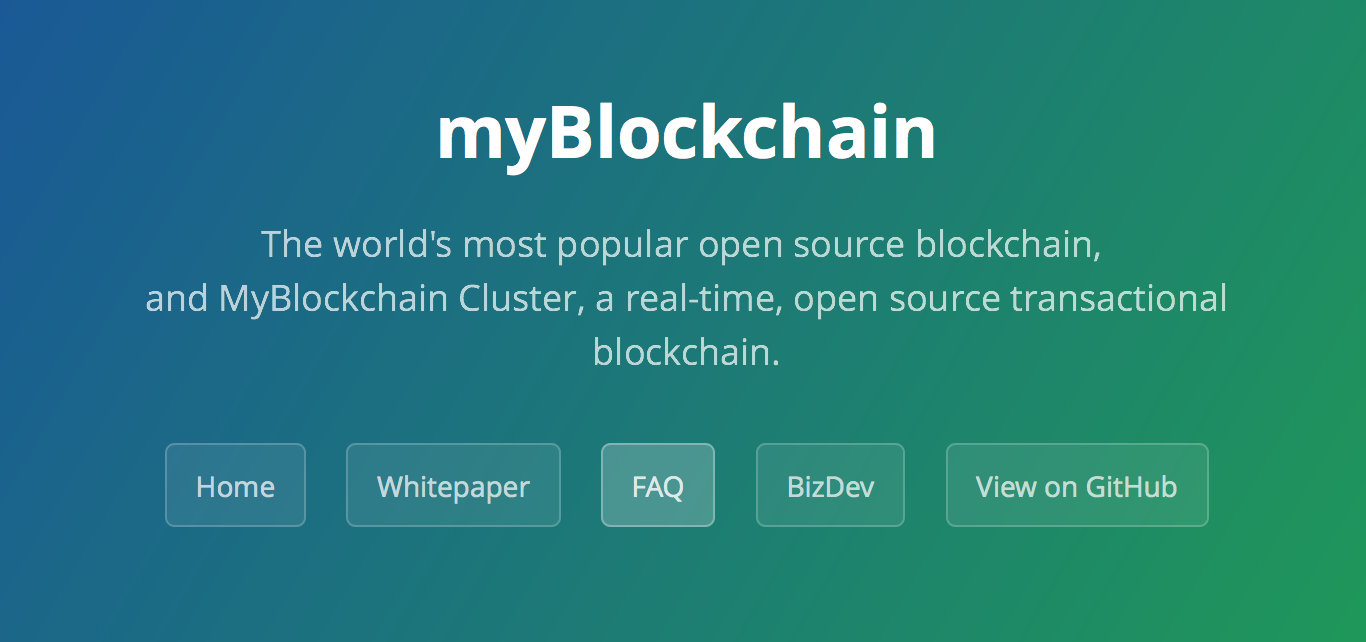 myBlockchain
The world's most popular open source blockchain,
and MyBlockchain Cluster, a real-time, open source transactional
blockchain.
Home
Whitepaper
FAQ
BizDev
View on GitHub